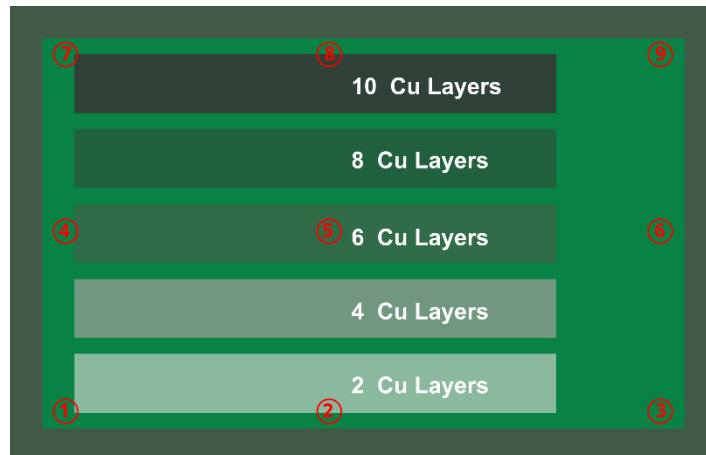 ⑦ ⑧ ⑨
10 Cu Layers
8 Cu Layers
④ ⑤ 6 Cu Layers ⑥
4 Cu Layers
2 Cu Layers
① ② ③